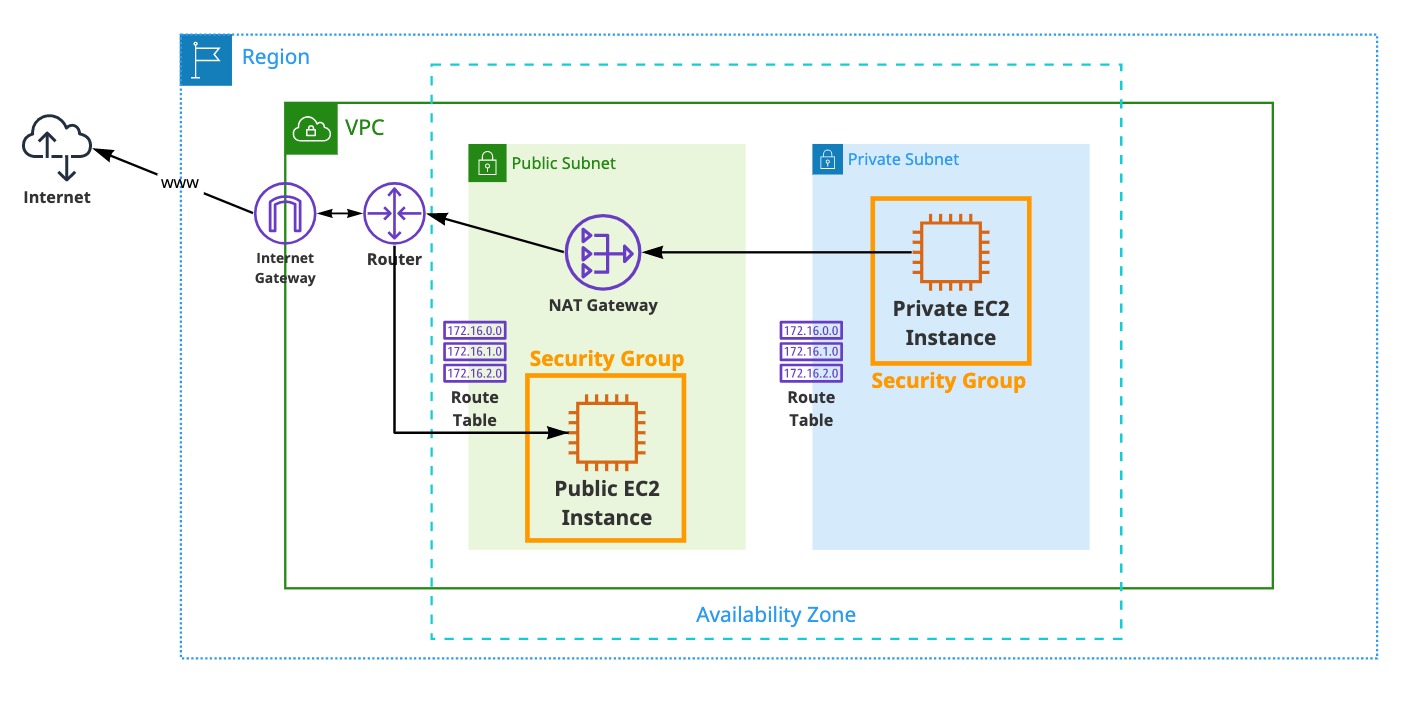 Region
VPC
Public Subnet
Private Subnet
www
Internet
Internet
Gateway
Router
NAT Gateway
Private EC2
Instance
Security Group
172.16.0.0
172.16.1.0
172.16.2.0
Route
Table
Security Group
Public EC2
Instance
172.16.0.0
172.16.1.0
172.16.2.0
Route
Table
Availability Zone